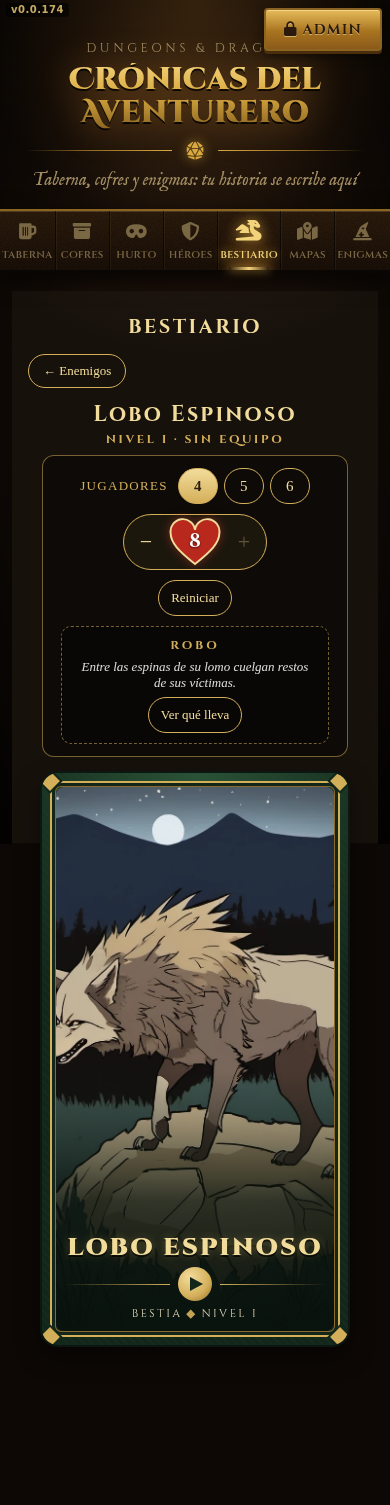 v0.0.174
ADMIN
DUNGEONS & DRAG
CRÓNICAS DEL
AVENTURERO
Taberna, cofres y enigmas: tu historia se escribe aquí
TABERNA COFRES HURTO HÉROES BESTIARIO MAPAS ENIGMAS
BESTIARIO
← Enemigos
LOBO ESPINOSO
NIVEL I · SIN EQUIPO
JUGADORES 4 5 6
− 8 +
Reiniciar
ROBO
Entre las espinas de su lomo cuelgan restos
de sus víctimas.
Ver qué lleva
LOBO ESPINOSO
BESTIA ◆ NIVEL I